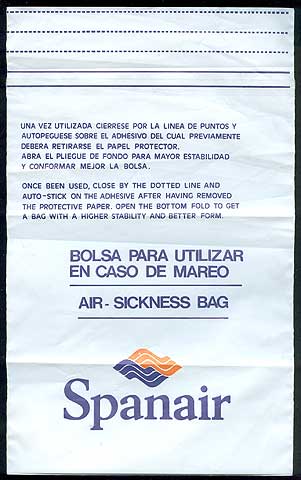 UNA VEZ UTILIZADA CIERRESE POR LA LINEA DE PUNTOS Y
AUTOPEGUESE SOBRE EL ADHESIVO DEL CUAL PREVIAMENTE
DEBERA RETIRARSE EL PAPEL PROTECTOR.
ABRA EL PLIEGUE DE FONDO PARA MAYOR ESTABILIDAD
Y CONFORMAR MEJOR LA BOLSA.
ONCE BEEN USED, CLOSE BY THE DOTTED LINE AND
AUTO-STICK ON THE ADHESIVE AFTER HAVING REMOVED
THE PROTECTIVE PAPER. OPEN THE BOTTOM FOLD TO GET
A BAG WITH A HIGHER STABILITY AND BETTER FORM.
BOLSA PARA UTILIZAR
EN CASO DE MAREO
AIR - SICKNESS BAG
Spanair